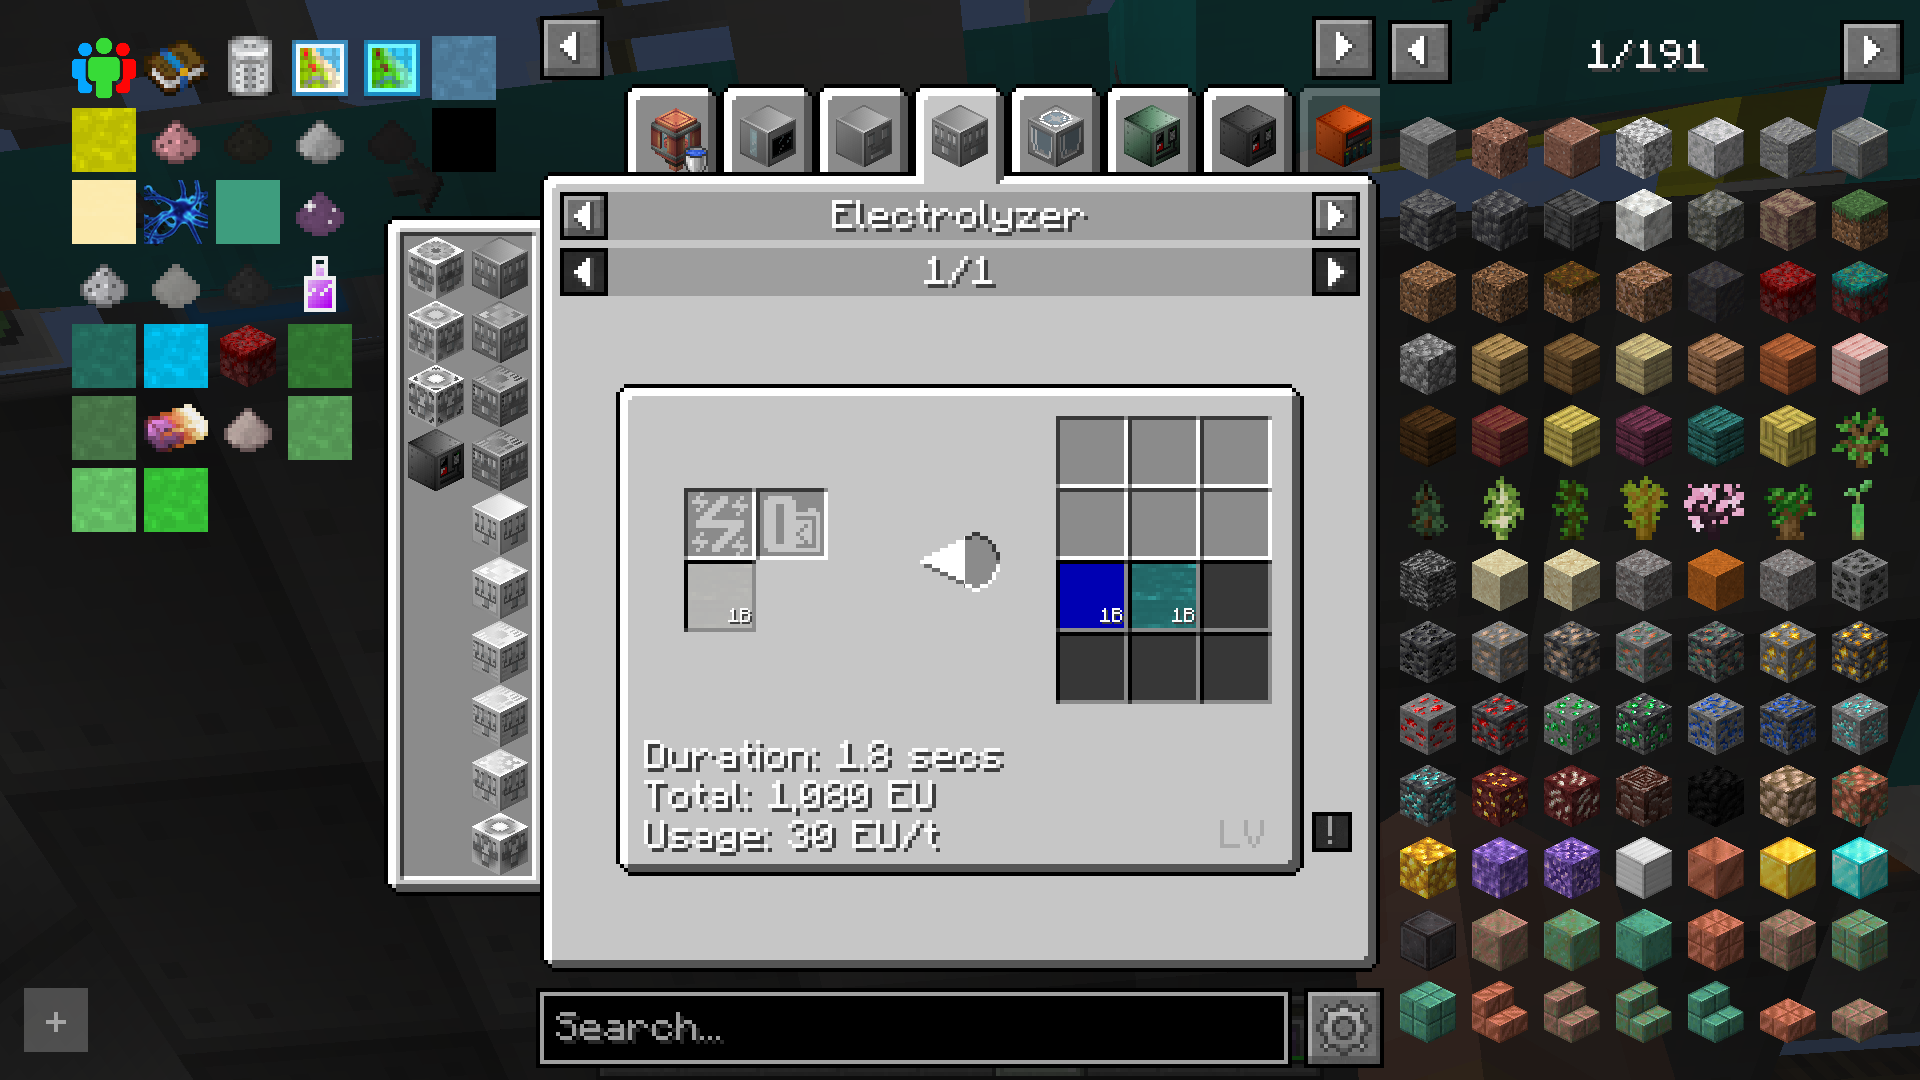 1/191
Electrolyzer
1/1
1B
1B
1B
Duration: 1.8 secs
Total: 1,080 EU
Usage: 30 EU/t
LV
!
Search...
+